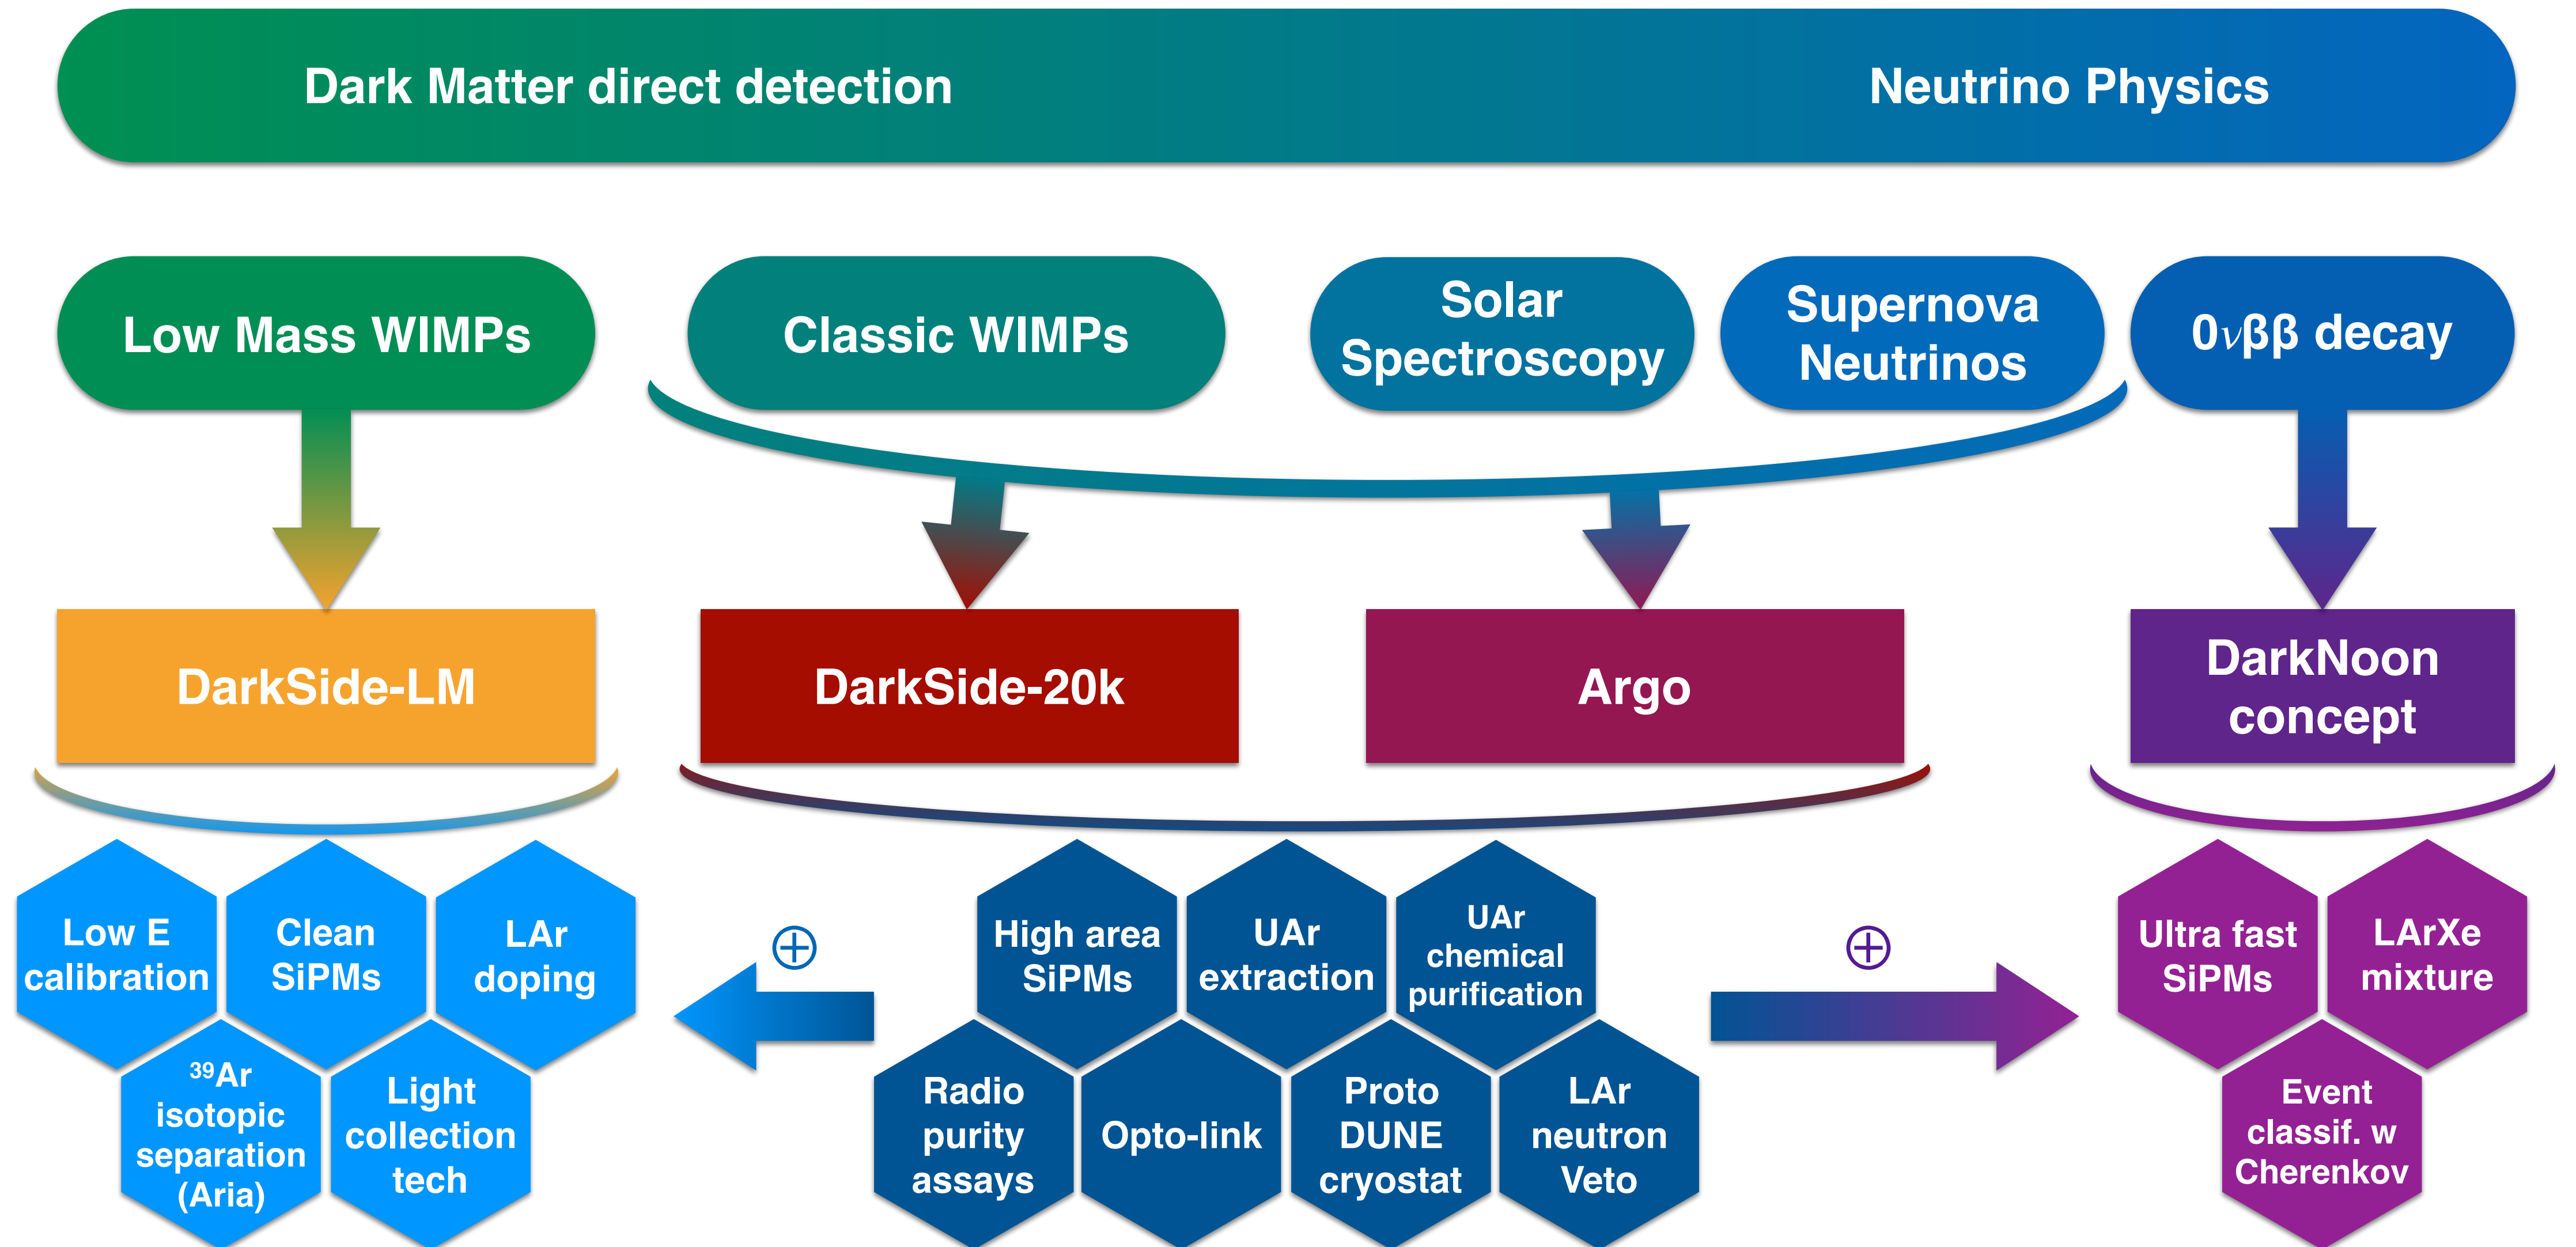 Dark Matter direct detection
Neutrino Physics
Low Mass WIMPs
Classic WIMPs
Solar
Spectroscopy
Supernova
Neutrinos
0νββ decay
DarkSide-LM
DarkSide-20k
Argo
DarkNoon
concept
Low E
calibration
Clean
SiPMs
LAr
doping
³⁹Ar
isotopic
separation
(Aria)
Light
collection
tech
⊕
High area
SiPMs
UAr
extraction
UAr
chemical
purification
Radio
purity
assays
Opto-link
Proto
DUNE
cryostat
LAr
neutron
Veto
⊕
Ultra fast
SiPMs
LArXe
mixture
Event
classif. w
Cherenkov